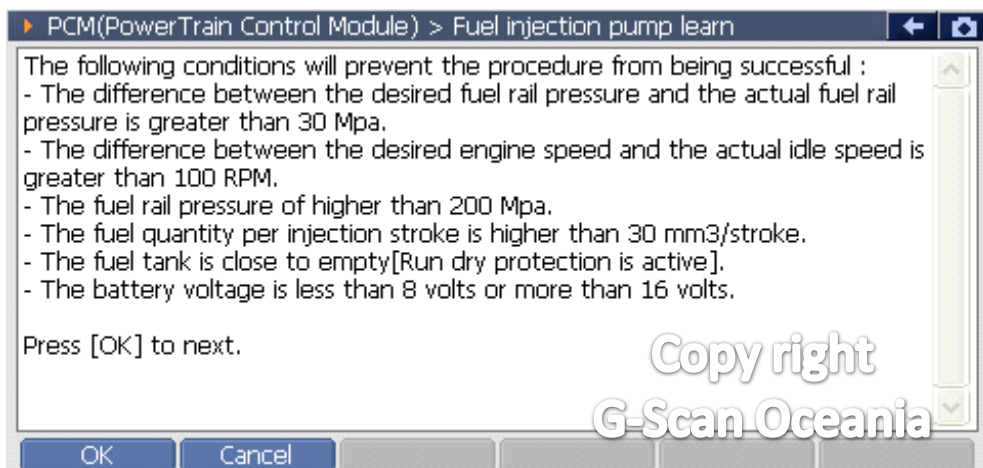 PCM(PowerTrain Control Module) > Fuel injection pump learn
The following conditions will prevent the procedure from being successful :
- The difference between the desired fuel rail pressure and the actual fuel rail
pressure is greater than 30 Mpa.
- The difference between the desired engine speed and the actual idle speed is
greater than 100 RPM.
- The fuel rail pressure of higher than 200 Mpa.
- The fuel quantity per injection stroke is higher than 30 mm3/stroke.
- The fuel tank is close to empty[Run dry protection is active].
- The battery voltage is less than 8 volts or more than 16 volts.
Press [OK] to next.
Copy right
G-Scan Oceania
OK Cancel